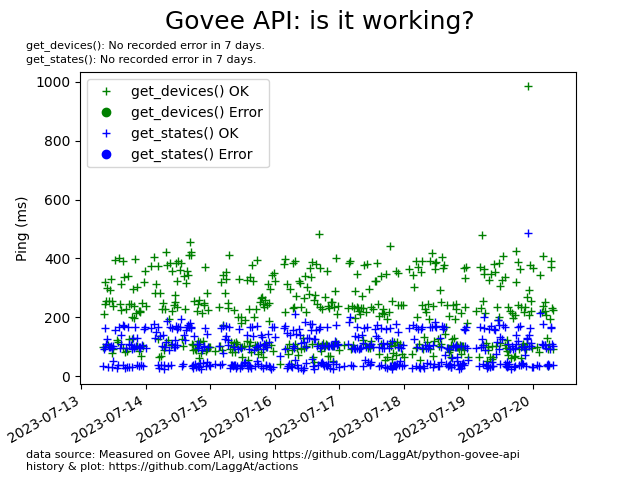 Govee API: is it working?
get_devices(): No recorded error in 7 days.
get_states(): No recorded error in 7 days.
get_devices() OK
get_devices() Error
get_states() OK
get_states() Error
Ping (ms)
1000
800
600
400
200
0
2023-07-13
2023-07-14
2023-07-15
2023-07-16
2023-07-17
2023-07-18
2023-07-19
2023-07-20
data source: Measured on Govee API, using https://github.com/LaggAt/python-govee-api
history & plot: https://github.com/LaggAt/actions